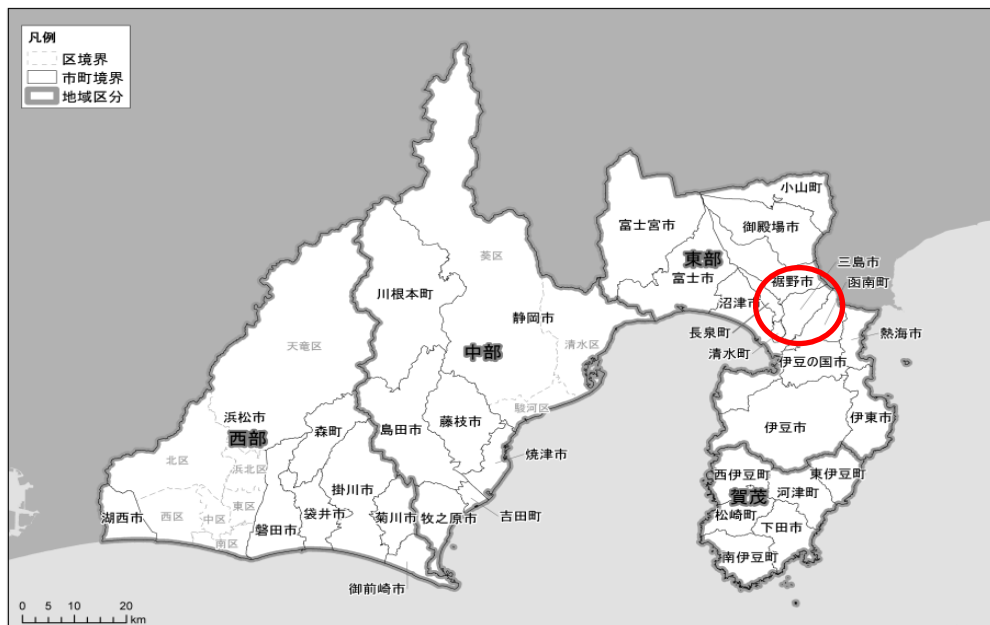 凡例
区境界
市町境界
地域区分
小山町
富士宮市
御殿場市
葵区
東部
三島市
裾野市
函南町
富士市
川根本町
沼津市
静岡市
長泉町
熱海市
天竜区
中部
清水区
清水町
伊豆の国市
駿河区
浜松市
森町
島田市
藤枝市
伊豆市
伊東市
西部
焼津市
北区
浜北区
西伊豆町
東伊豆町
掛川市
賀茂
河津町
湖西市
西区
中区
東区
袋井市
菊川市
牧之原市
吉田町
松崎町
磐田市
下田市
南区
南伊豆町
御前崎市
0 5 10 20
km